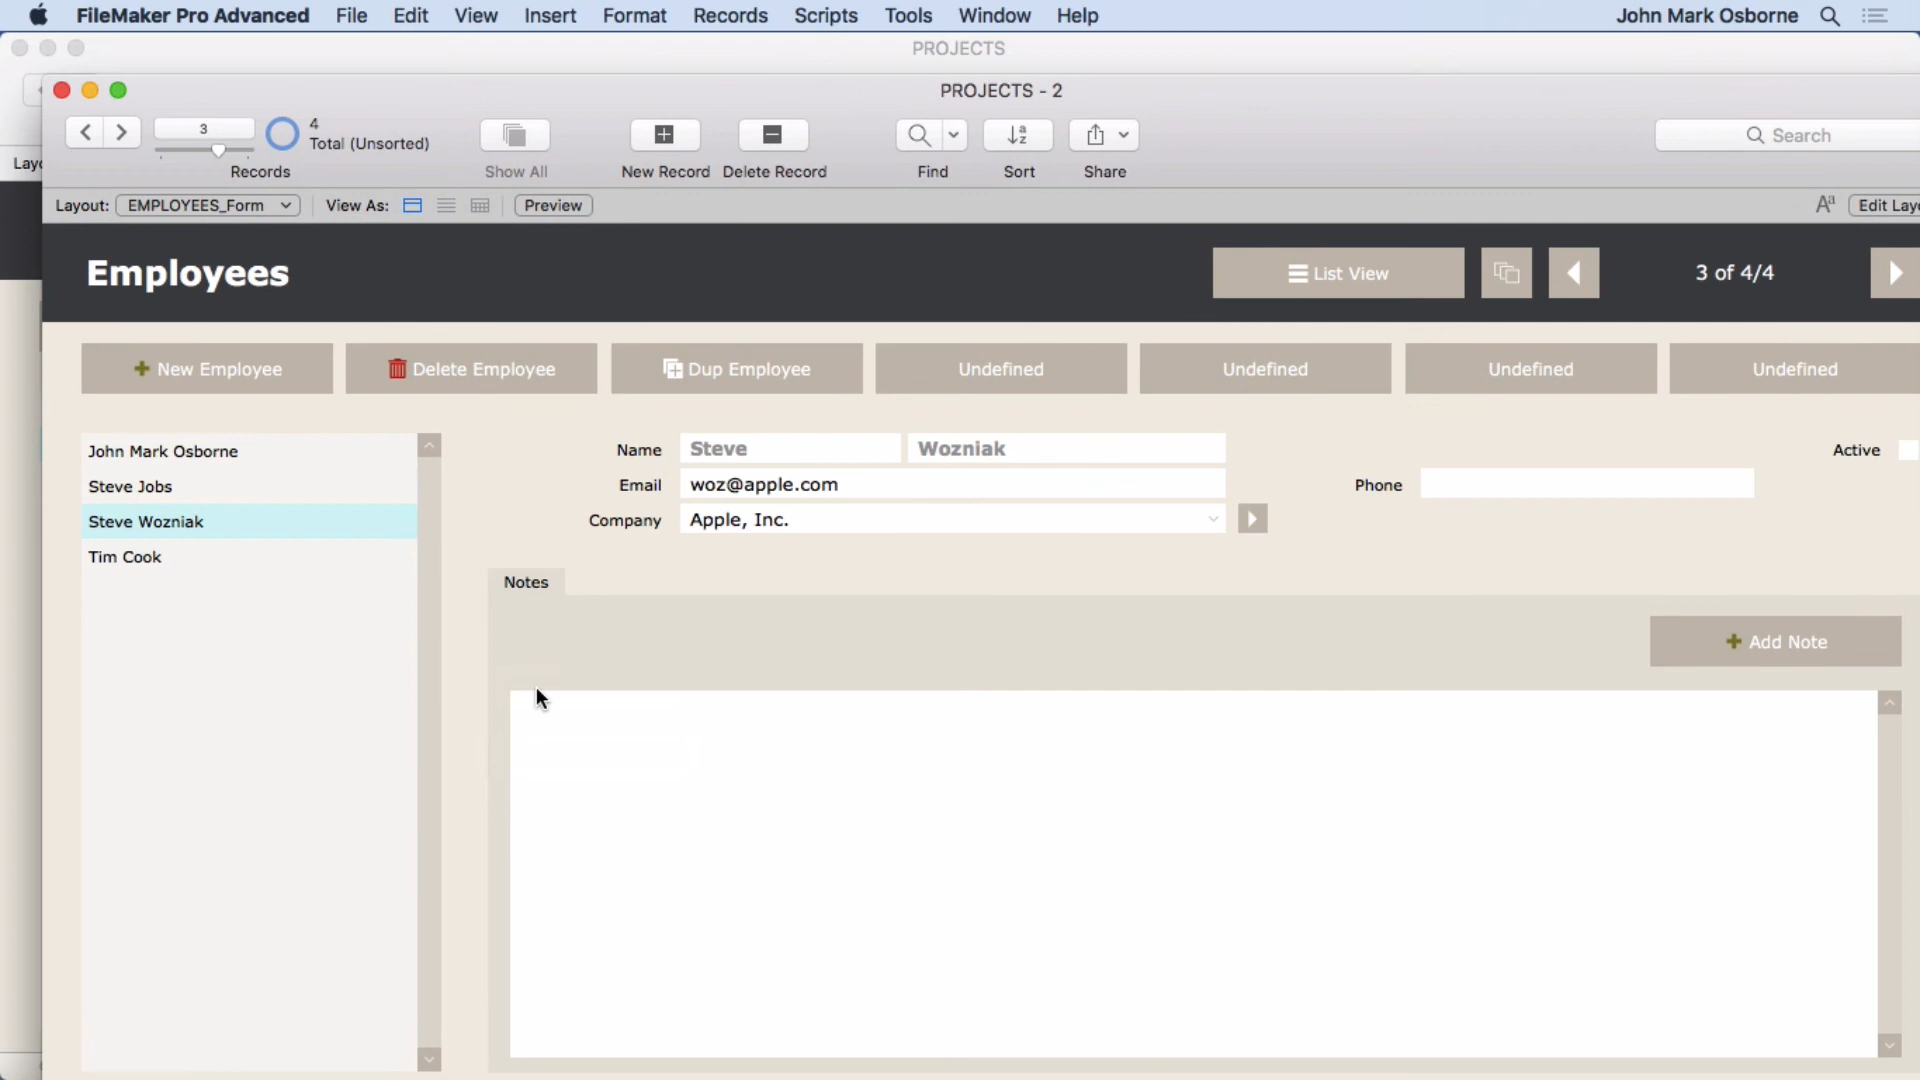 FileMaker Pro Advanced File Edit View Insert Format Records Scripts Tools Window Help John Mark Osborne
PROJECTS
PROJECTS - 2
3
4
Total (Unsorted)
Records
Show All
New Record
Delete Record
Find
Sort
Share
Search
Layout: EMPLOYEES_Form View As: Preview Edit Layo
Employees
List View
3 of 4/4
New Employee
Delete Employee
Dup Employee
Undefined
Undefined
Undefined
Undefined
John Mark Osborne
Steve Jobs
Steve Wozniak
Tim Cook
Name Steve Wozniak
Active
Email woz@apple.com
Phone
Company Apple, Inc.
Notes
Add Note